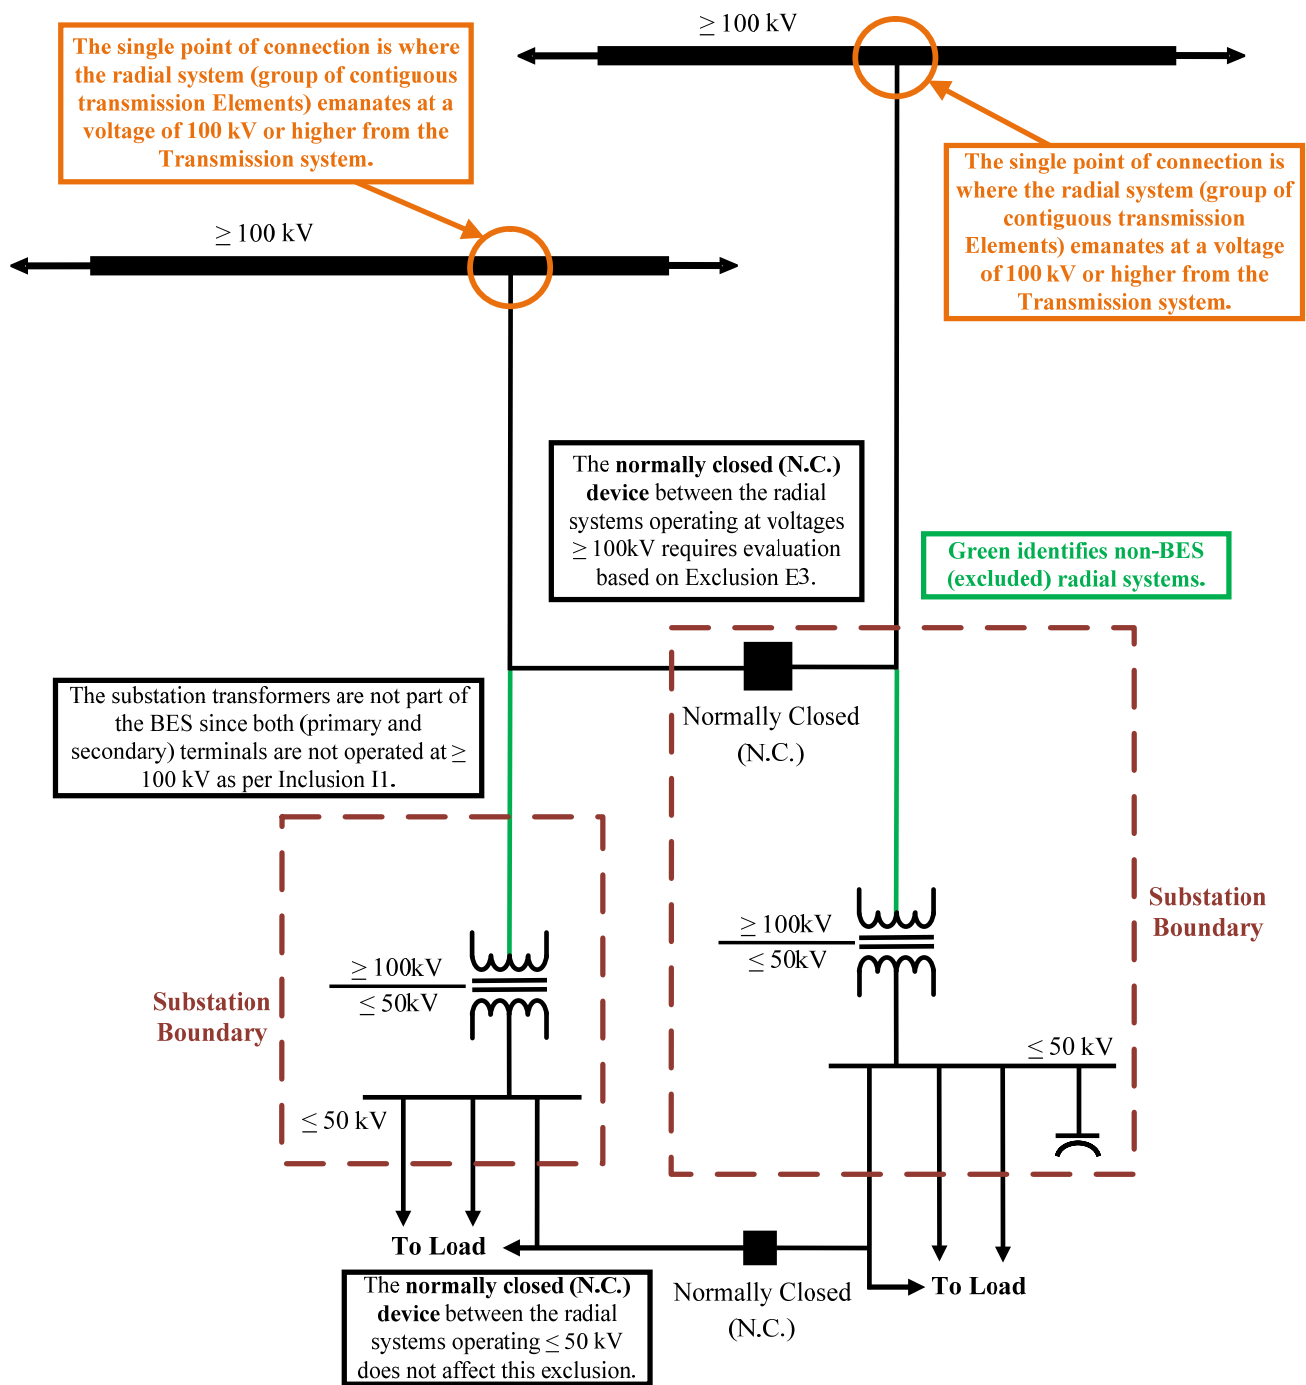 ≥ 100 kV
The single point of connection is where
the radial system (group of contiguous
transmission Elements) emanates at a
voltage of 100 kV or higher from the
Transmission system.
The single point of connection is
where the radial system (group of
contiguous transmission
Elements) emanates at a voltage
of 100 kV or higher from the
Transmission system.
≥ 100 kV
The normally closed (N.C.)
device between the radial
systems operating at voltages
≥ 100kV requires evaluation
based on Exclusion E3.
Green identifies non-BES
(excluded) radial systems.
The substation transformers are not part of
the BES since both (primary and
secondary) terminals are not operated at ≥
100 kV as per Inclusion I1.
Normally Closed
(N.C.)
Substation
Boundary
≥ 100kV
≤ 50kV
≥ 100kV
≤ 50kV
Substation
Boundary
≤ 50 kV
≤ 50 kV
To Load
To Load
Normally Closed
(N.C.)
The normally closed (N.C.)
device between the radial
systems operating ≤ 50 kV
does not affect this exclusion.